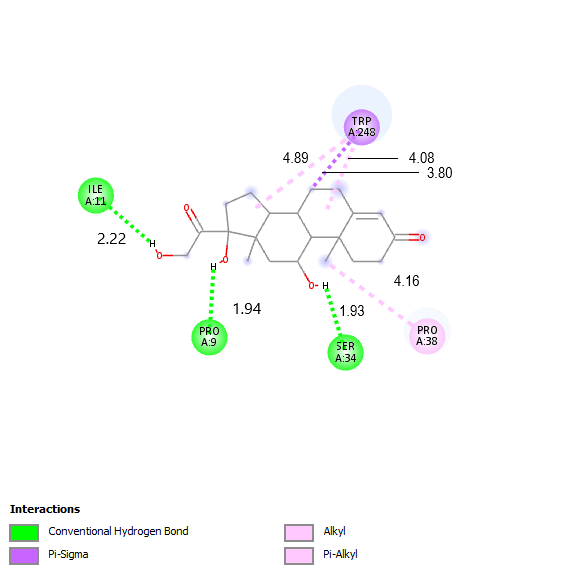 TRP
A:248
4.89
4.08
3.80
ILE
A:11
H
O
O
2.22
H
O
O
O
H
4.16
1.94
1.93
PRO
A:9
SER
A:34
PRO
A:38
Interactions
Conventional Hydrogen Bond
Pi-Sigma
Alkyl
Pi-Alkyl